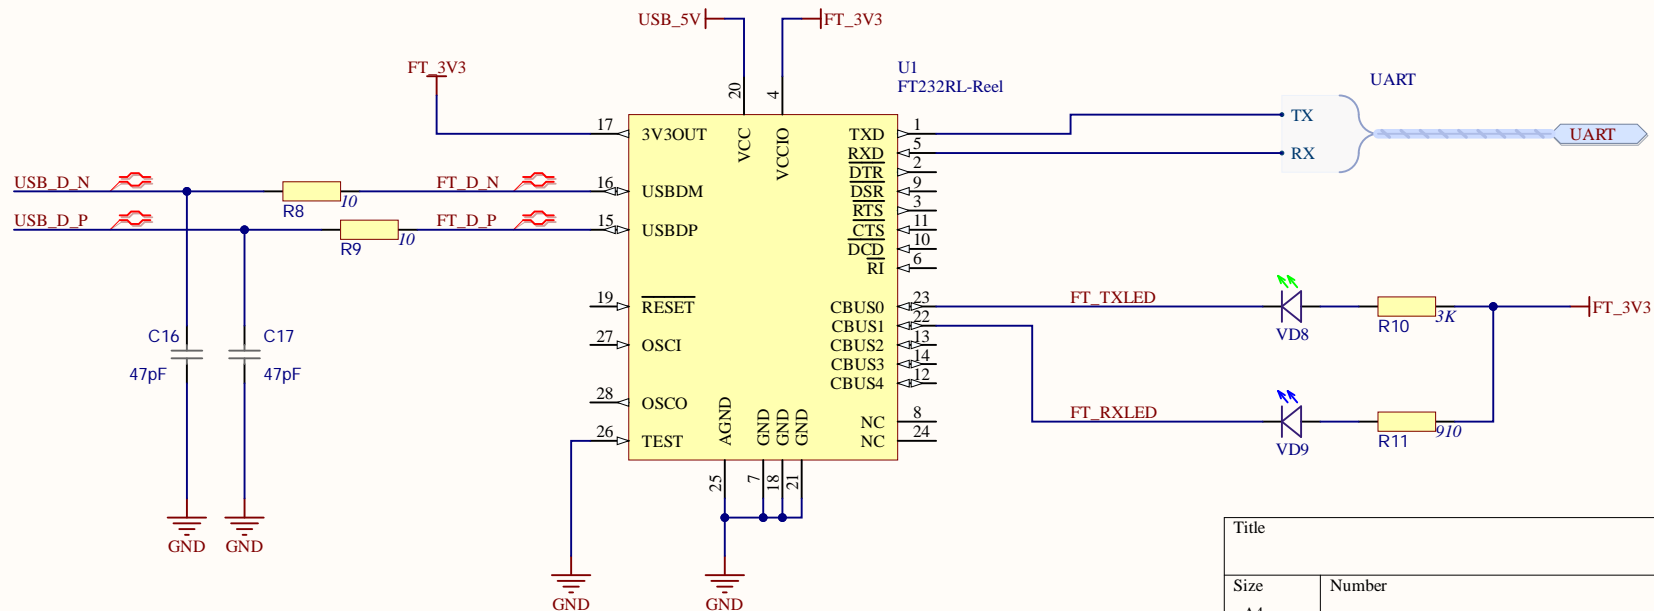 USB_5V
FT_3V3
FT_3V3
U1
FT232RL-Reel
UART
20
4
17
3V3OUT
VCC
VCCIO
TXD
1
TX
RXD
5
RX
UART
DTR
2
USB_D_N
FT_D_N
16
USBDM
DSR
9
R8
10
RTS
3
USB_D_P
FT_D_P
15
USBDP
CTS
11
R9
10
DCD
10
RI
6
19
RESET
CBUS0
23
FT_TXLED
VD8
R10
3K
FT_3V3
CBUS1
22
C16
C17
27
OSCI
CBUS2
13
CBUS3
14
47pF
47pF
CBUS4
12
28
OSCO
AGND
GND
GND
GND
NC
8
FT_RXLED
VD9
R11
910
26
TEST
NC
24
25
7
18
21
GND
GND
GND
GND
Title
Size
Number